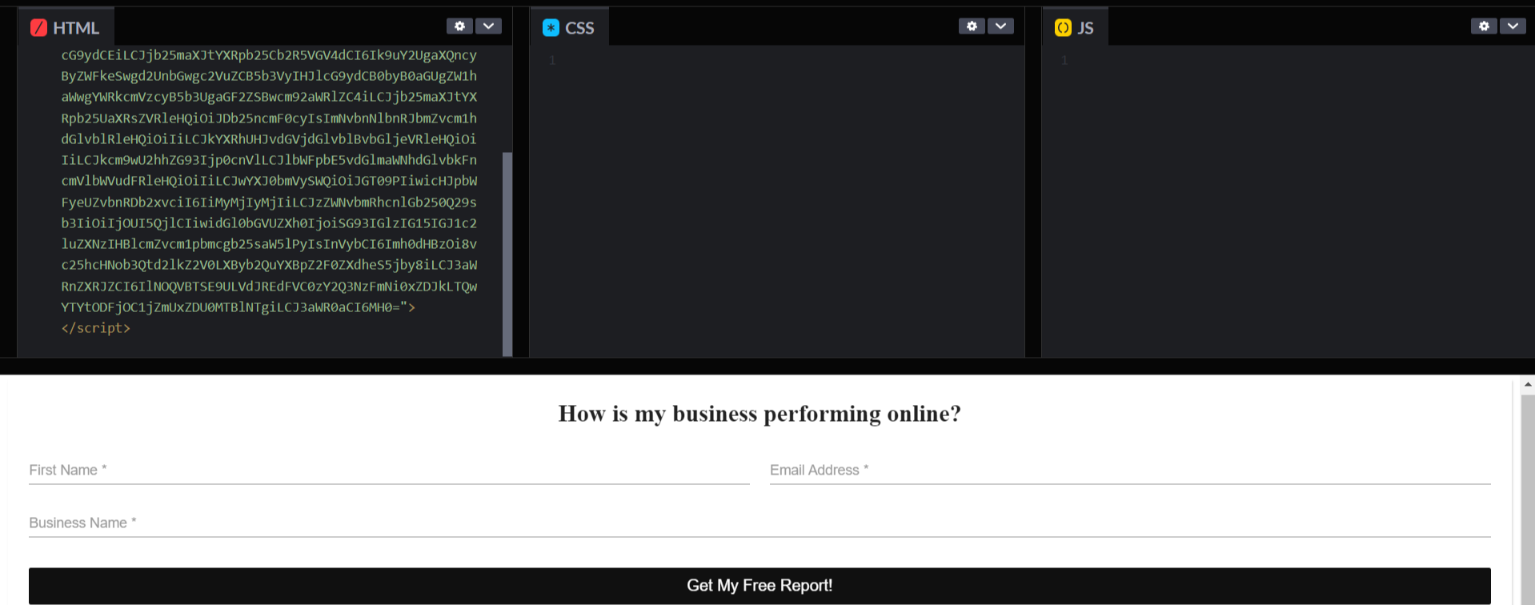 HTML
CSS
JS
cG9ydCEiLCJjb25maXJtYXRpb25Cb2R5VGV4dCI6Ik9uY2UgaXQncy
ByZWFkeSwgd2UnbGwgc2VuZCB5b3VyIHJlcG9ydCB0byB0aGUgZW1h
aWwgYWRkcmVzcyB5b3UgaGF2ZSBwcm92aWRlZC4iLCJjb25maXJtYX
Rpb25UaXRsZVRleHQiOiJDb25ncmF0cyIsImNvbnNlbnRJbmZvcm1h
dGlvblRleHQiOiIiLCJkYXRhUHJvdGVjdGlvblBvbGljeVRleHQiOi
IiLCJkcm9wU2hhZG93Ijp0cnVlLCJlbWFpbE5vdGlmaWNhdGlvbkFn
cmVlbWVudFRleHQiOiIiLCJwYXJ0bmVySWQiOiJGT09PIiwicHJpbW
FyeUZvbnRDb2xvciI6IiMyMjIyMjIiLCJzZWNvbmRhcnlGb250Q29s
b3IiOiIjOUI5QjlCIiwidGl0bGVUZXh0IjoiSG93IGlzIG15IGJ1c2
luZXNzIHBlcmZvcm1pbmcgb25saW5lPyIsInVybCI6Imh0dHBzOi8v
c25hcHNob3Qtd2lkZ2V0LXByb2QuYXBpZ2F0ZXdheS5jby8iLCJ3aW
RnZXRJZCI6IlNOQVBTSE9ULVdJREdFVC0zY2Q3NzFmNi0xZDJkLTQw
YTYtODFjOC1jZmUxZDU0MTBlNTgiLCJ3aWR0aCI6MH0=">
</script>
1
1
How is my business performing online?
First Name *
Email Address *
Business Name *
Get My Free Report!